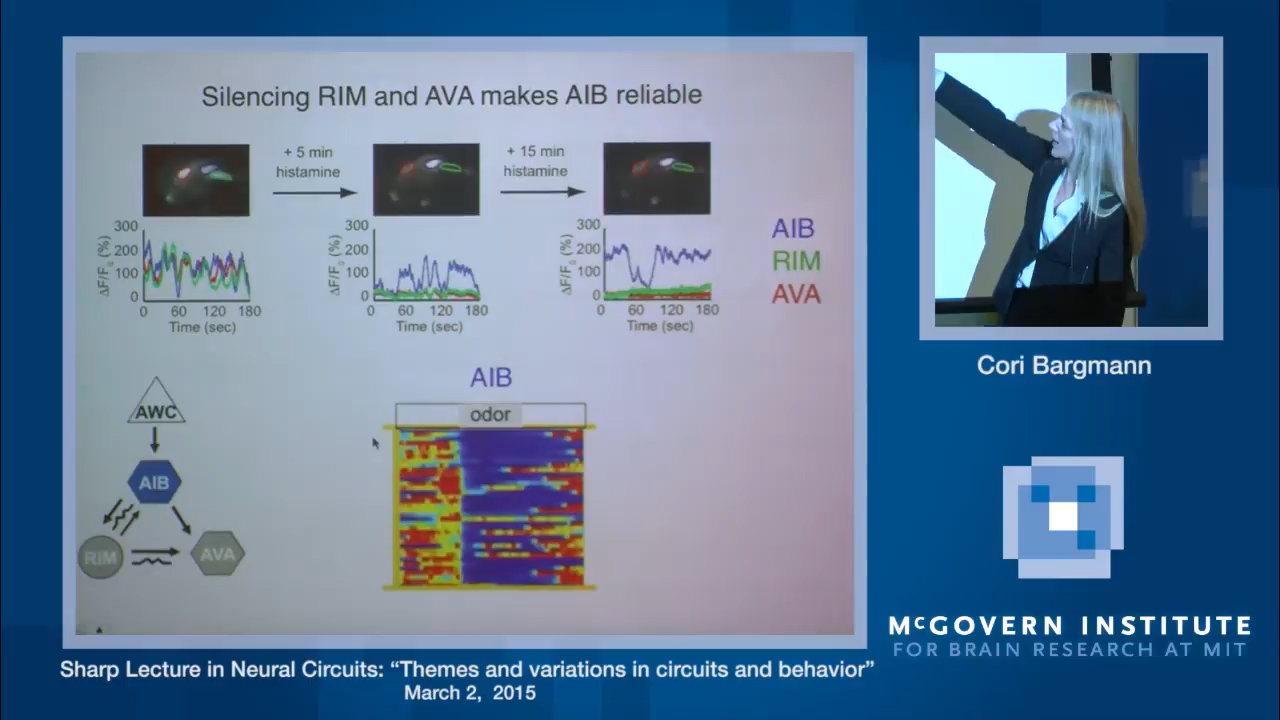 Silencing RIM and AVA makes AIB reliable
+ 5 min
histamine
+ 15 min
histamine
300
200
100
0
ΔF/F₀ (%)
0 60 120 180
Time (sec)
300
200
100
0
ΔF/F₀ (%)
0 60 120 180
Time (sec)
300
200
100
0
ΔF/F₀ (%)
0 60 120 180
Time (sec)
AIB
RIM
AVA
AWC
AIB
RIM
AVA
AIB
odor
Cori Bargmann
McGOVERN INSTITUTE
FOR BRAIN RESEARCH AT MIT
Sharp Lecture in Neural Circuits: “Themes and variations in circuits and behavior”
March 2, 2015